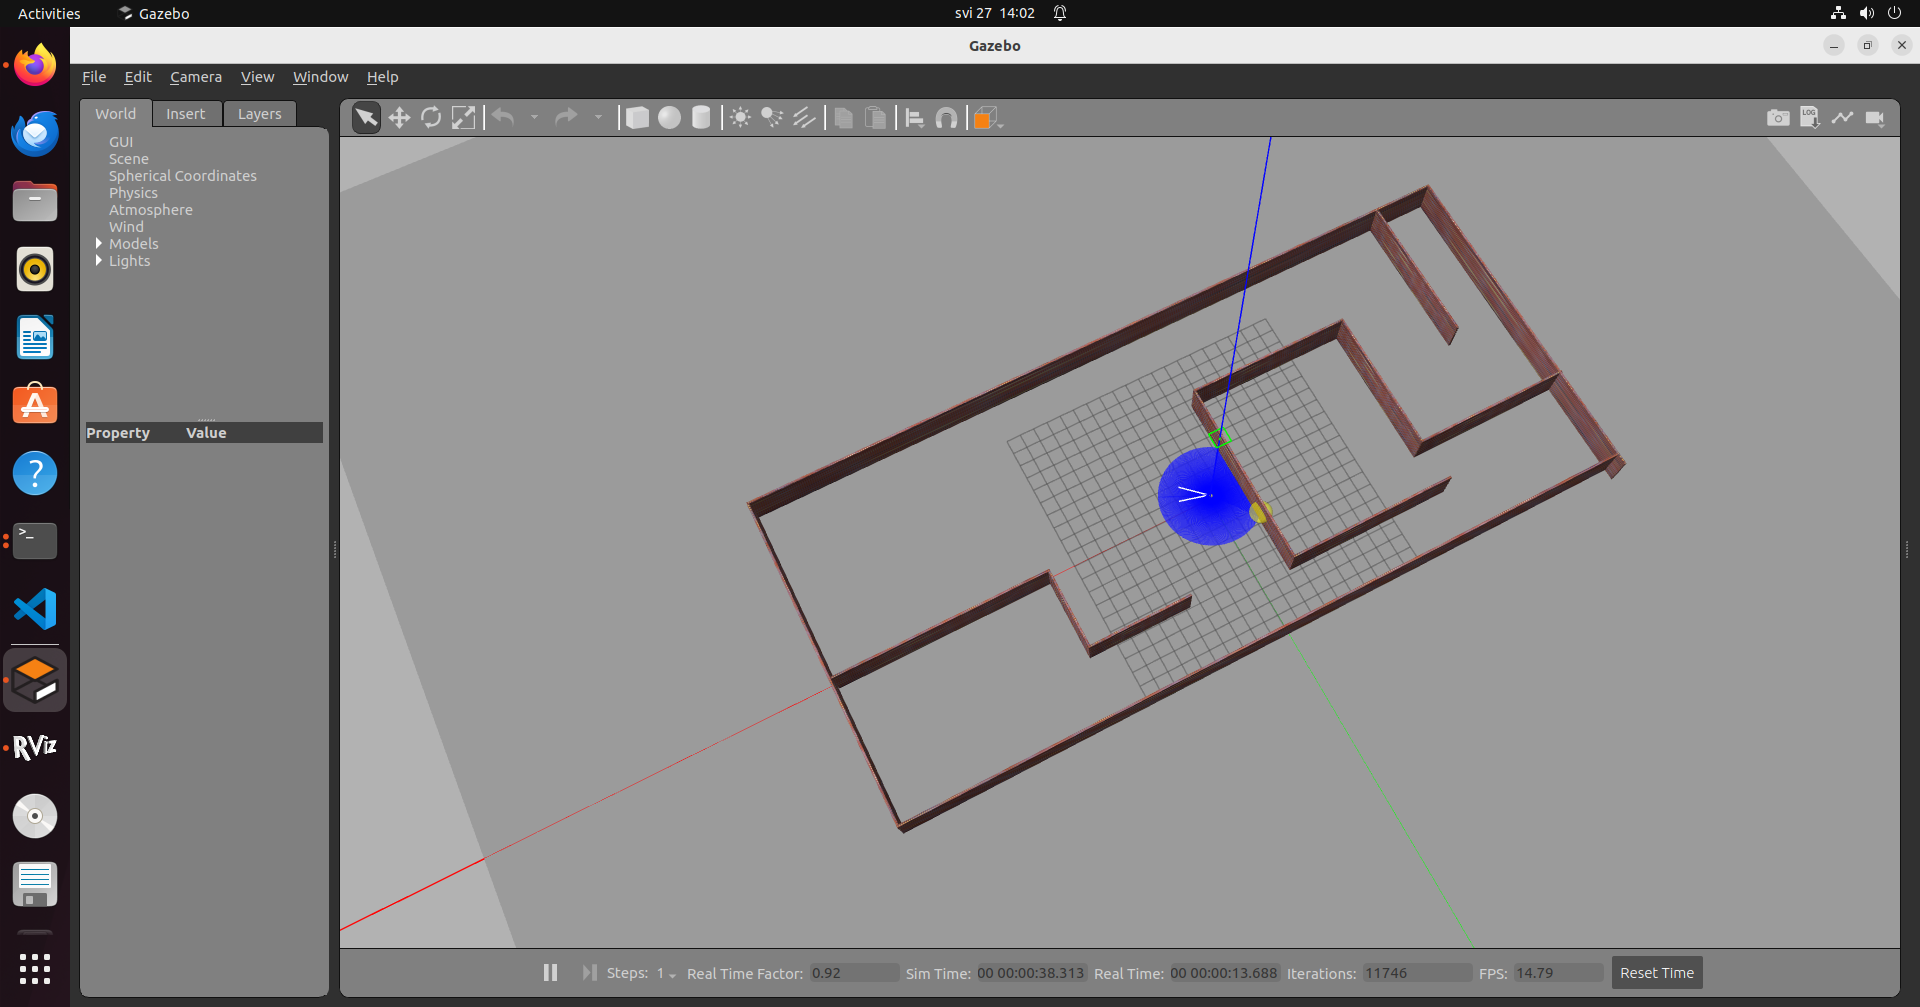 Activities Gazebo svi 27 14:02
Gazebo
File Edit Camera View Window Help
World Insert Layers
GUI
Scene
Spherical Coordinates
Physics
Atmosphere
Wind
Models
Lights
Property Value
LOG
>_
?
RViz
Steps: 1 Real Time Factor: 0.92 Sim Time: 00 00:00:38.313 Real Time: 00 00:00:13.688 Iterations: 11746 FPS: 14.79 Reset Time